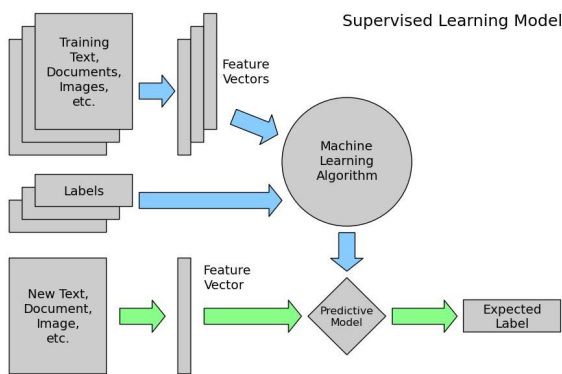 Supervised Learning Model
Training
Text,
Documents,
Images,
etc.
Feature
Vectors
Machine
Learning
Algorithm
Labels
New Text,
Document,
Image,
etc.
Feature
Vector
Predictive
Model
Expected
Label